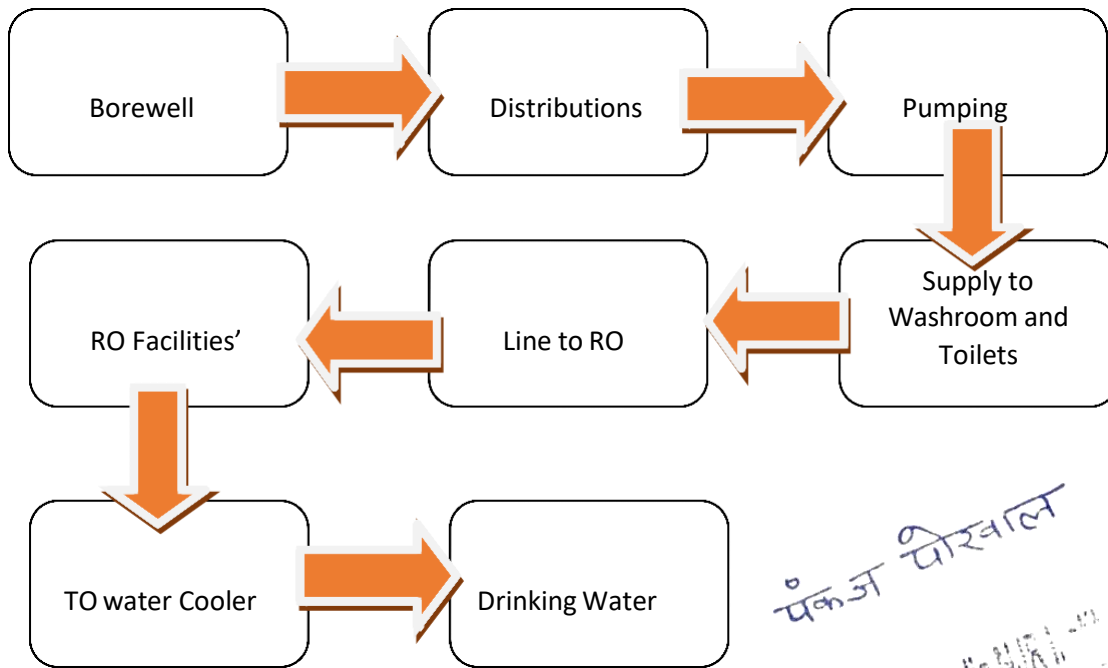 Borewell
Distributions
Pumping
Supply to
Washroom and
Toilets
Line to RO
RO Facilities’
TO water Cooler
Drinking Water
पंकज पोरवाल